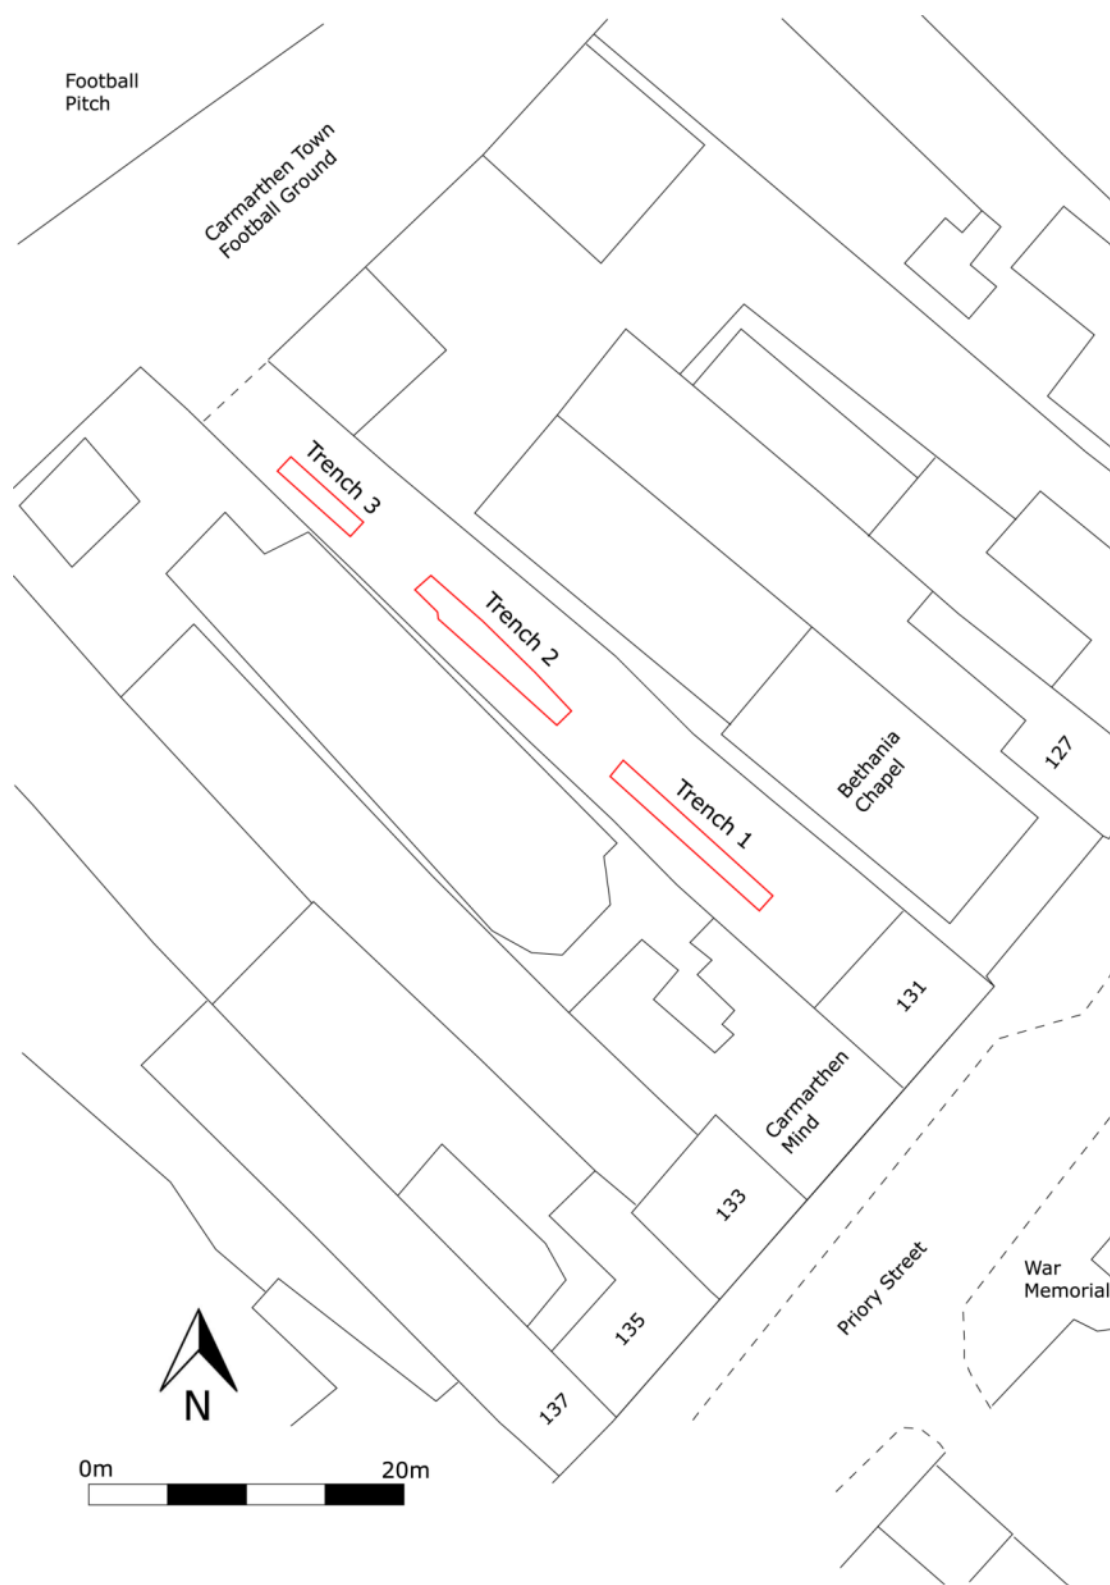 Football
Pitch
Carmarthen Town
Football Ground
Trench 3
Trench 2
Trench 1
Bethania
Chapel
127
131
Carmarthen
Mind
133
Priory Street
War
Memorial
135
137
N
0m
20m